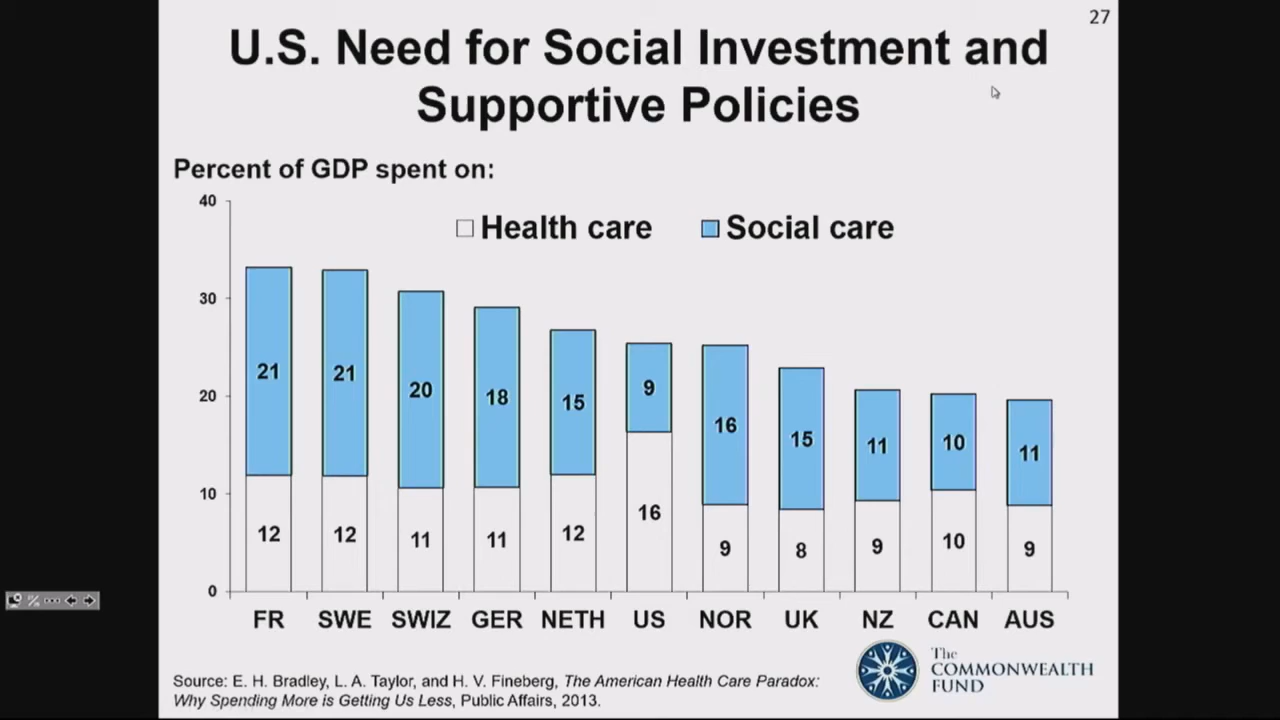 27
U.S. Need for Social Investment and
Supportive Policies
Percent of GDP spent on:
Health care Social care
40
30
20
10
0
21 21 20 18 15 9 16 15 11 10 11
12 12 11 11 12 16 9 8 9 10 9
FR SWE SWIZ GER NETH US NOR UK NZ CAN AUS
Source: E. H. Bradley, L. A. Taylor, and H. V. Fineberg, The American Health Care Paradox:
Why Spending More is Getting Us Less, Public Affairs, 2013.
The
COMMONWEALTH
FUND